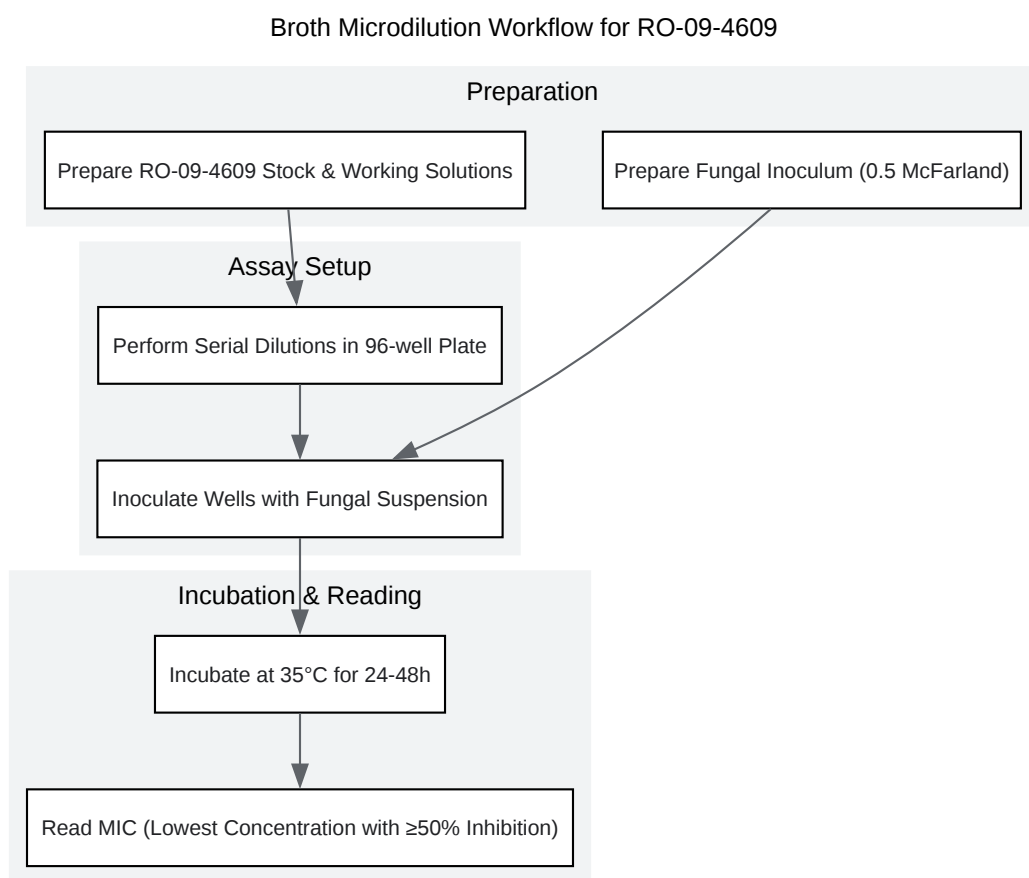 Broth Microdilution Workflow for RO-09-4609
Preparation
Prepare RO-09-4609 Stock & Working Solutions
Prepare Fungal Inoculum (0.5 McFarland)
Assay Setup
Perform Serial Dilutions in 96-well Plate
Inoculate Wells with Fungal Suspension
Incubation & Reading
Incubate at 35°C for 24-48h
Read MIC (Lowest Concentration with ≥50% Inhibition)